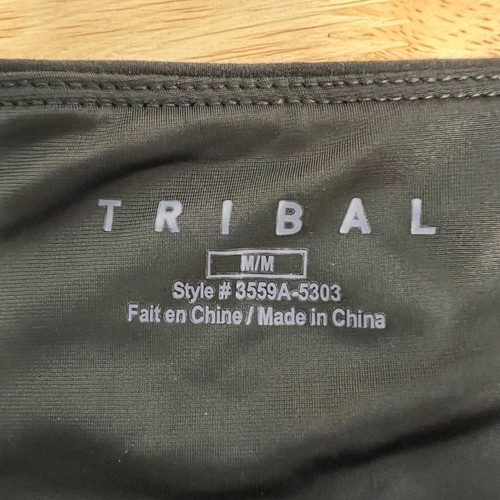 TRIBAL
M/M
Style # 3559A-5303
Fait en Chine / Made in China